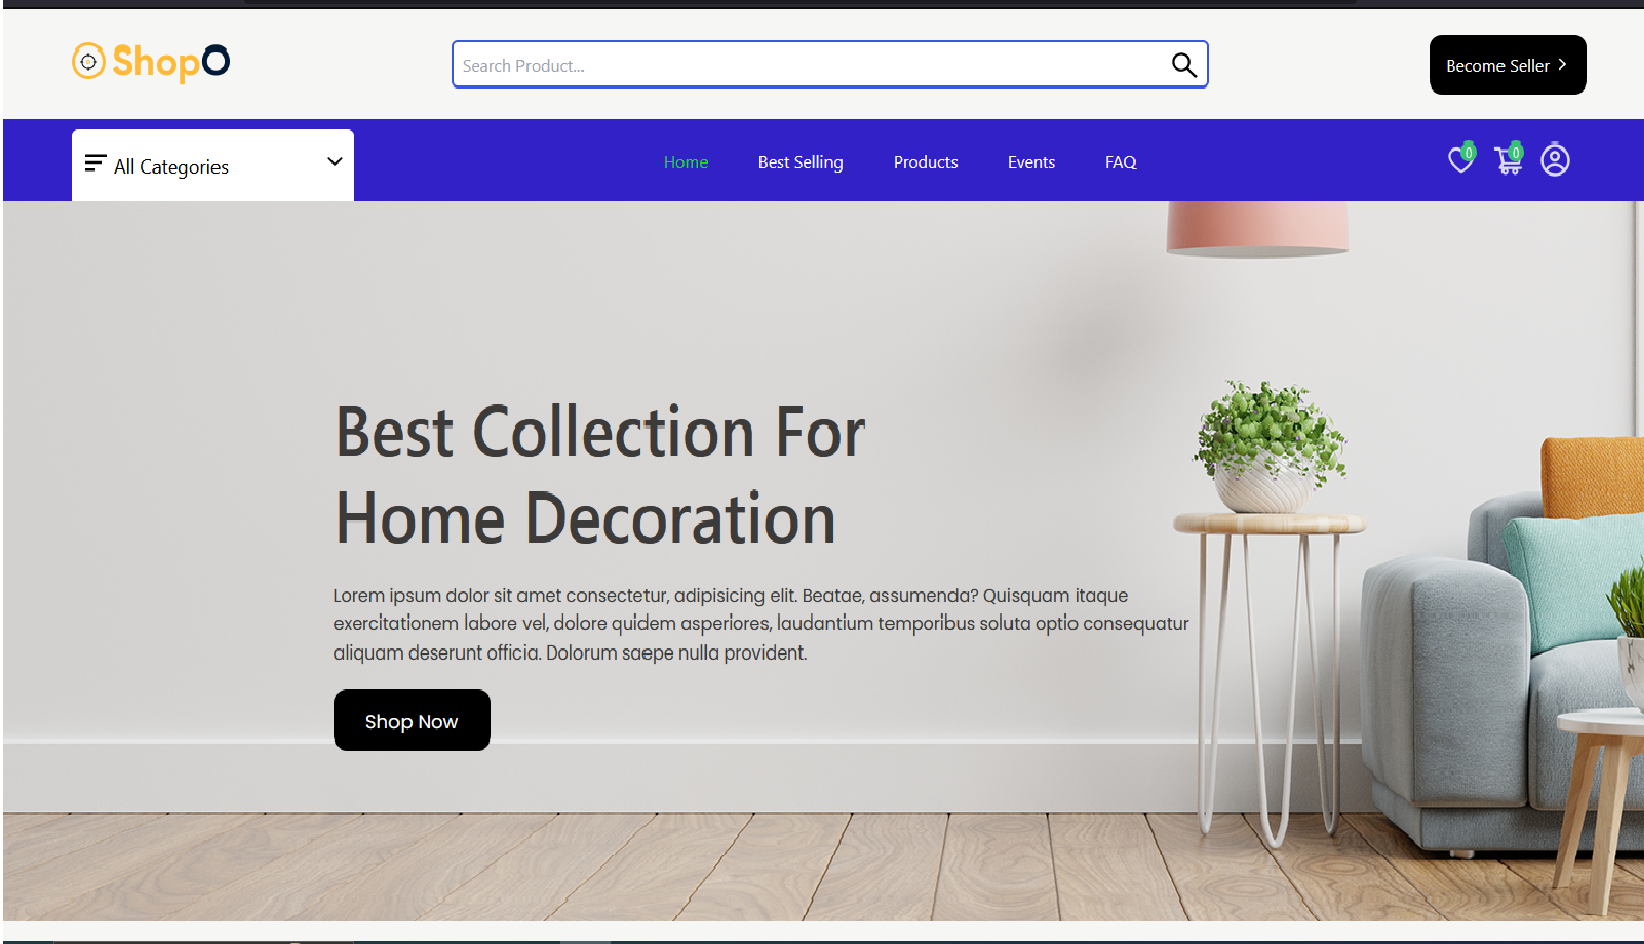 ShopO
Search Product...
Become Seller
All Categories
Home
Best Selling
Products
Events
FAQ
0
0
Best Collection For
Home Decoration
Lorem ipsum dolor sit amet consectetur, adipisicing elit. Beatae, assumenda? Quisquam itaque
exercitationem labore vel, dolore quidem asperiores, laudantium temporibus soluta optio consequatur
aliquam deserunt officia. Dolorum saepe nulla provident.
Shop Now